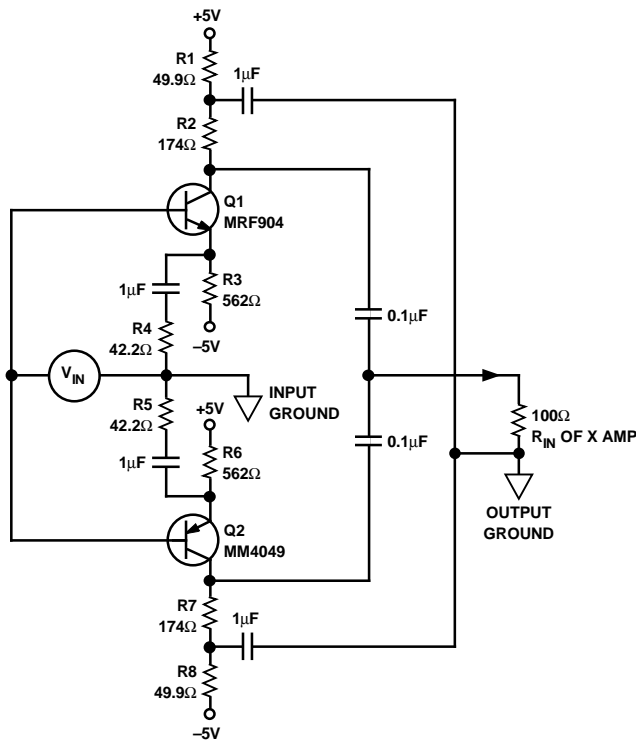 +5V
R1
49.9Ω
1µF
R2
174Ω
Q1
MRF904
1µF
R3
562Ω
–5V
R4
42.2Ω
0.1µF
VIN
INPUT
GROUND
R5
42.2Ω
+5V
100Ω
RIN OF X AMP
0.1µF
R6
562Ω
1µF
OUTPUT
GROUND
Q2
MM4049
R7
174Ω
1µF
R8
49.9Ω
–5V